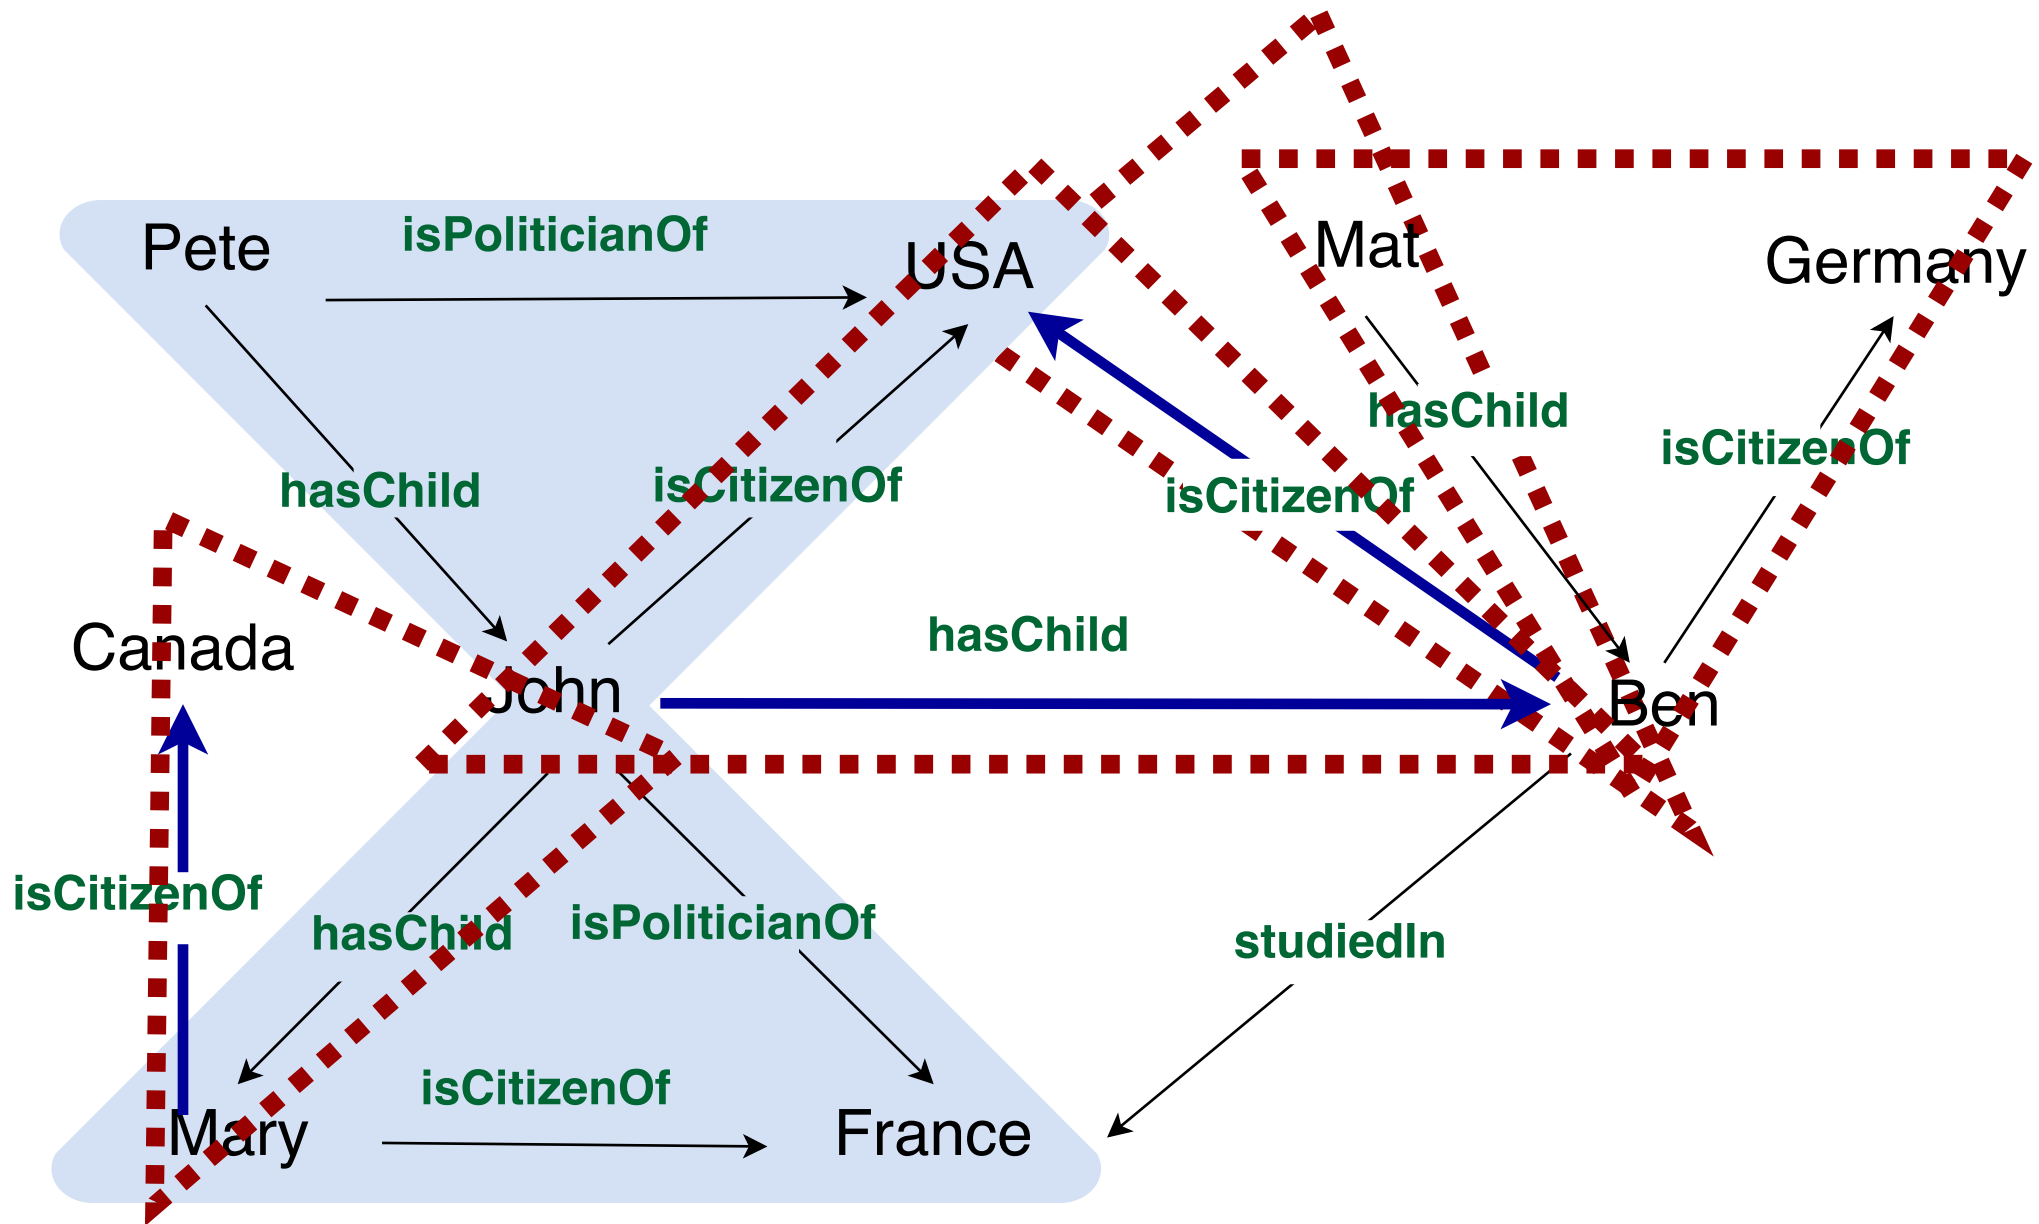 Pete
isPoliticianOf
USA
Mat
Germany
hasChild
isCitizenOf
hasChild
isCitizenOf
isCitizenOf
Canada
John
hasChild
Ben
isCitizenOf
hasChild
isPoliticianOf
studiedIn
Mary
isCitizenOf
France